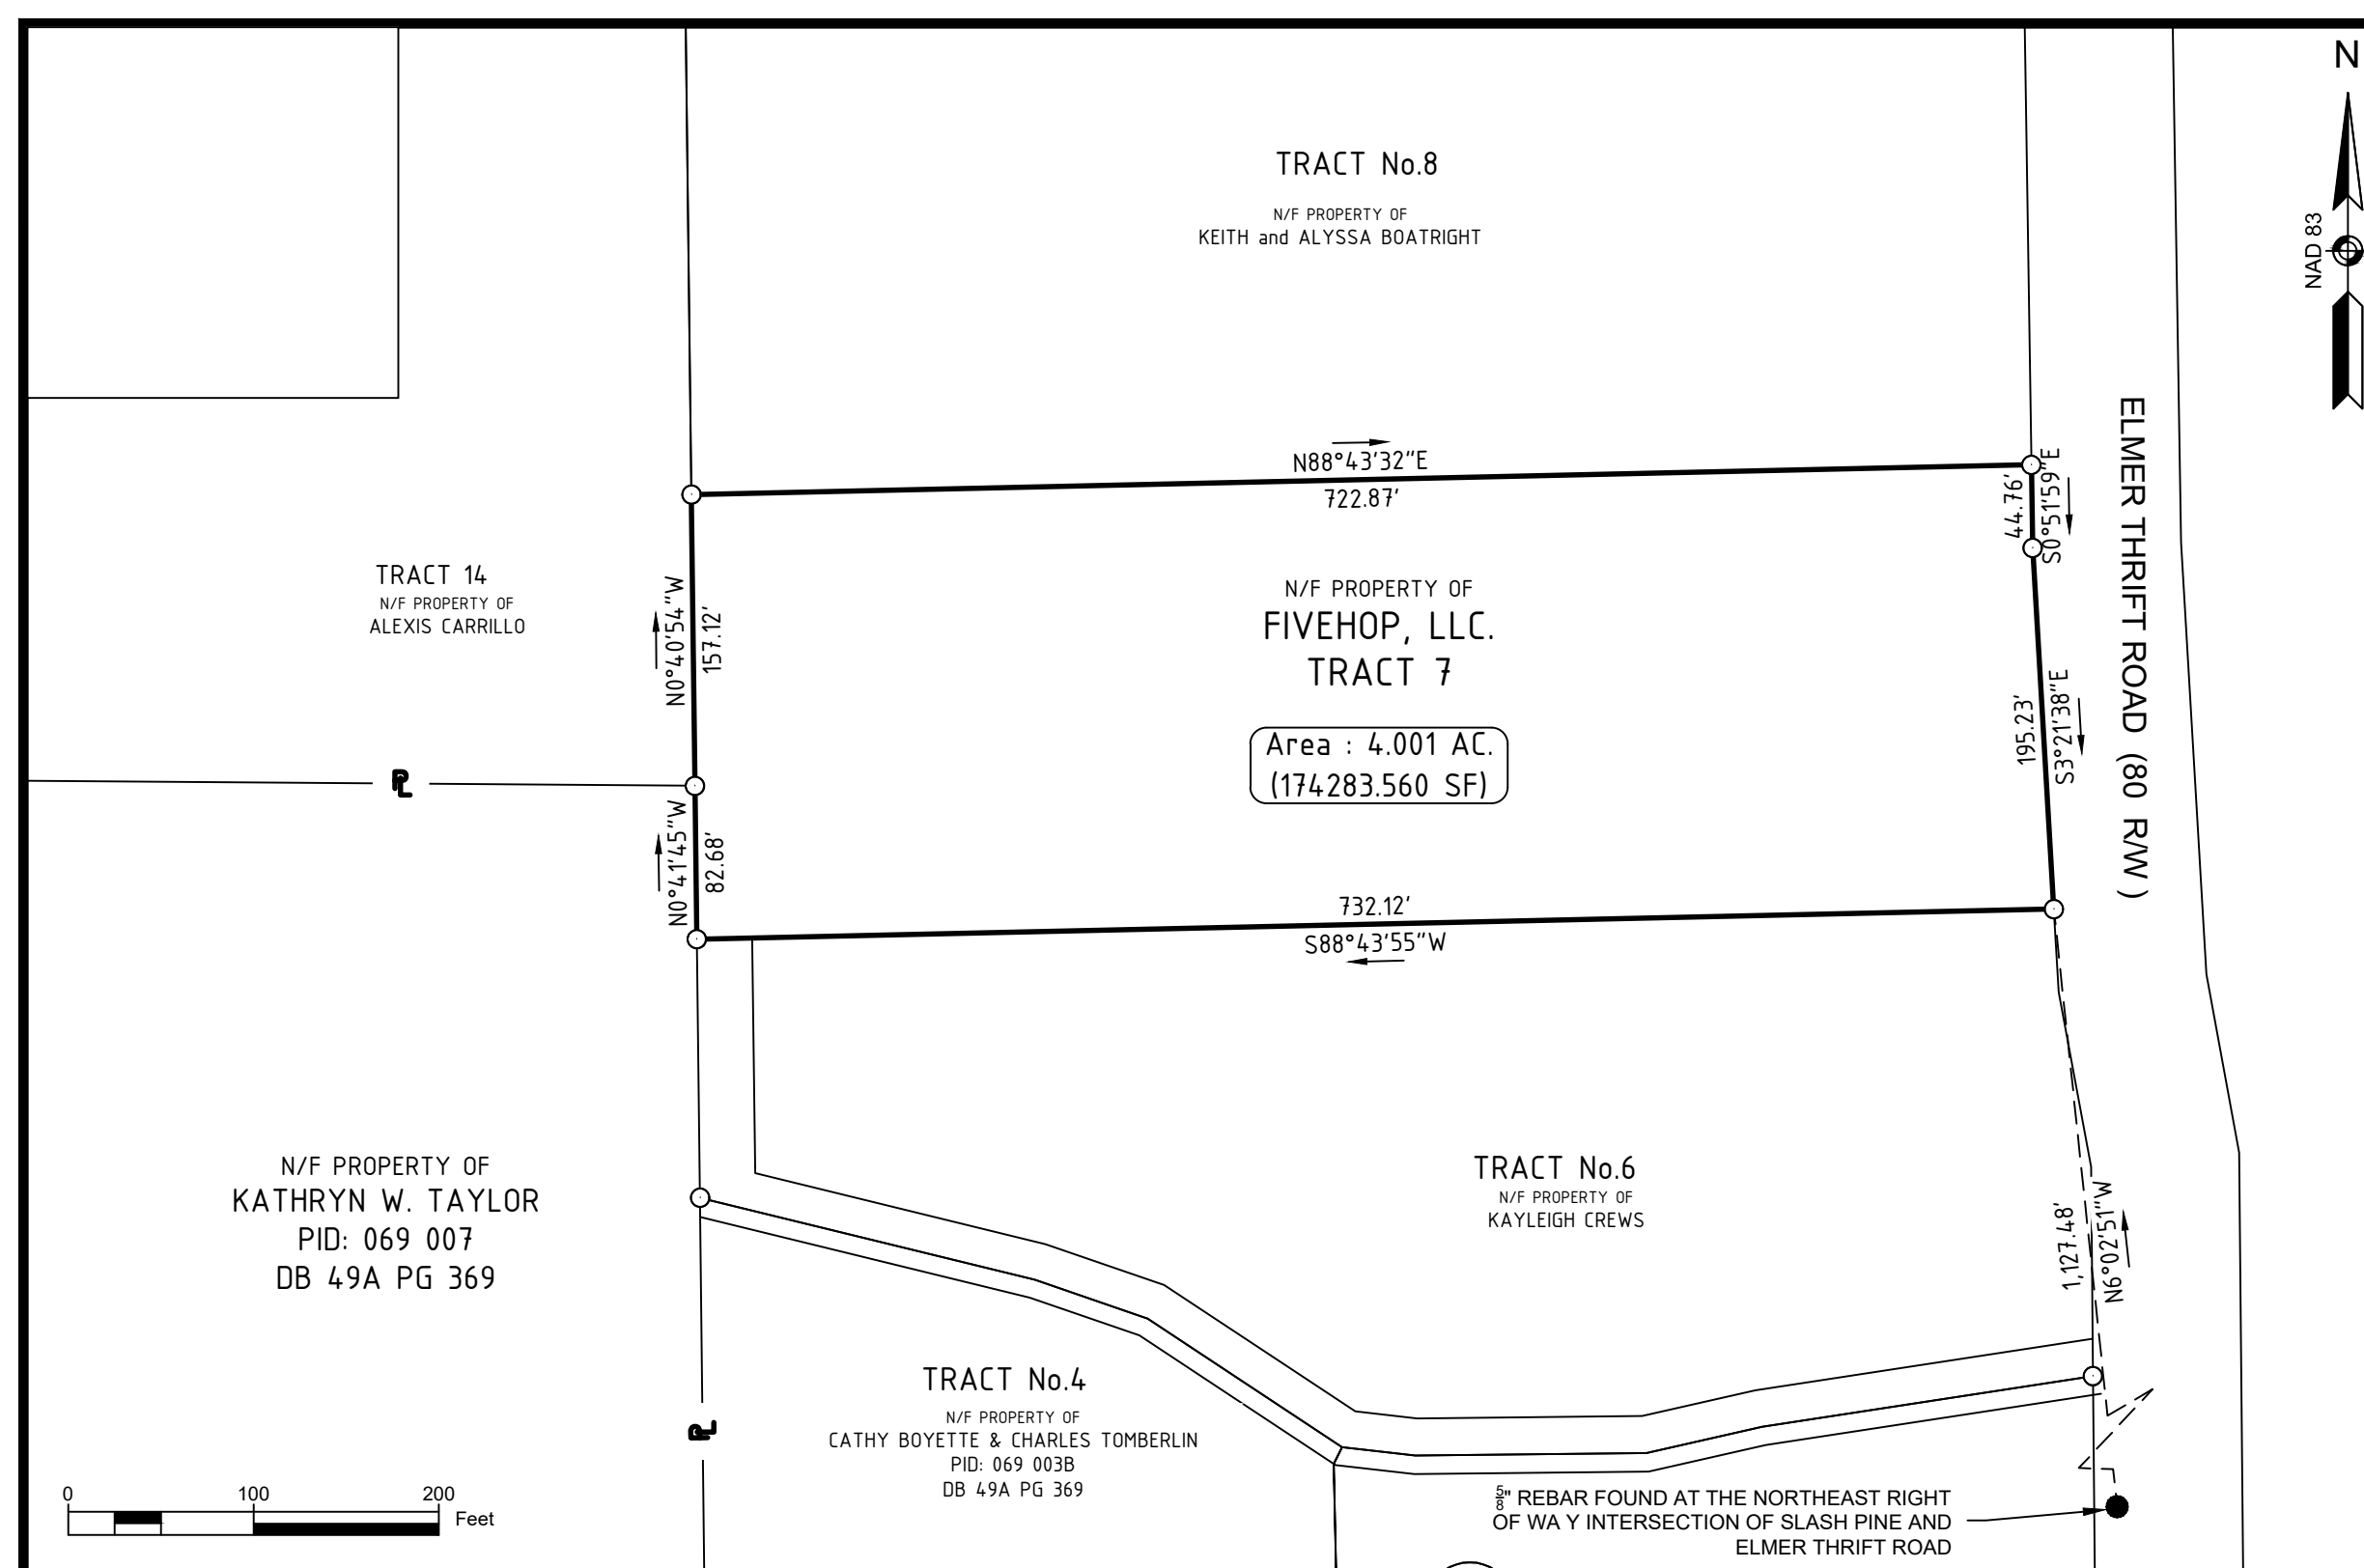 N
NAD 83
TRACT No.8
N/F PROPERTY OF
KEITH and ALYSSA BOATRIGHT
N88°43'32"E
722.87'
44.76'
S0°51'59"E
ELMER THRIFT ROAD (80 R/W)
TRACT 14
N/F PROPERTY OF
ALEXIS CARRILLO
N0°40'54"W
157.12'
N/F PROPERTY OF
FIVEHOP, LLC.
TRACT 7
Area : 4.001 AC.
(174283.560 SF)
195.23'
S3°21'38"E
PL
N0°41'45"W
82.68'
732.12'
S88°43'55"W
N/F PROPERTY OF
KATHRYN W. TAYLOR
PID: 069 007
DB 49A PG 369
TRACT No.6
N/F PROPERTY OF
KAYLEIGH CREWS
1,127.48'
N6°02'51"W
TRACT No.4
N/F PROPERTY OF
CATHY BOYETTE & CHARLES TOMBERLIN
PID: 069 003B
DB 49A PG 369
PL
0 100 200
Feet
5/8" REBAR FOUND AT THE NORTHEAST RIGHT
OF WA Y INTERSECTION OF SLASH PINE AND
ELMER THRIFT ROAD